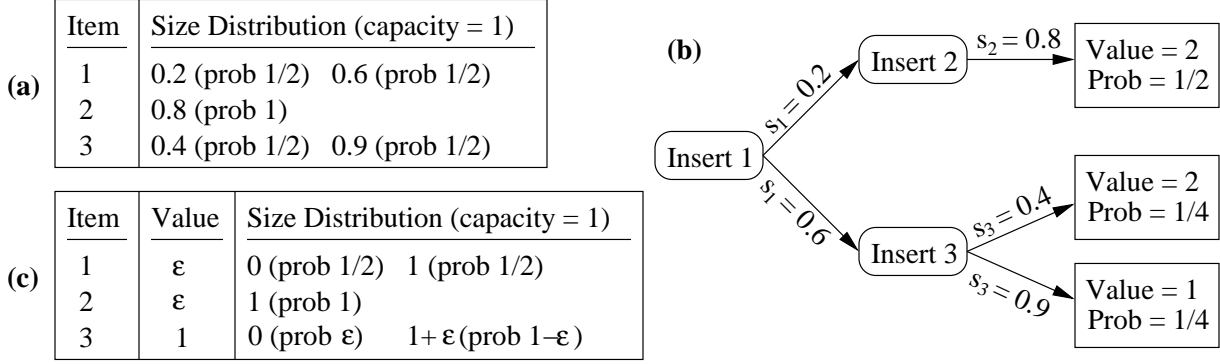 (a)
Item Size Distribution (capacity = 1)
1 0.2 (prob 1/2) 0.6 (prob 1/2)
2 0.8 (prob 1)
3 0.4 (prob 1/2) 0.9 (prob 1/2)
(c)
Item Value Size Distribution (capacity = 1)
1 ε 0 (prob 1/2) 1 (prob 1/2)
2 ε 1 (prob 1)
3 1 0 (prob ε) 1+ε (prob 1−ε)
(b)
Insert 1
s₁ = 0.2
Insert 2
s₂ = 0.8
Value = 2
Prob = 1/2
s₁ = 0.6
Insert 3
s₃ = 0.4
Value = 2
Prob = 1/4
s₃ = 0.9
Value = 1
Prob = 1/4